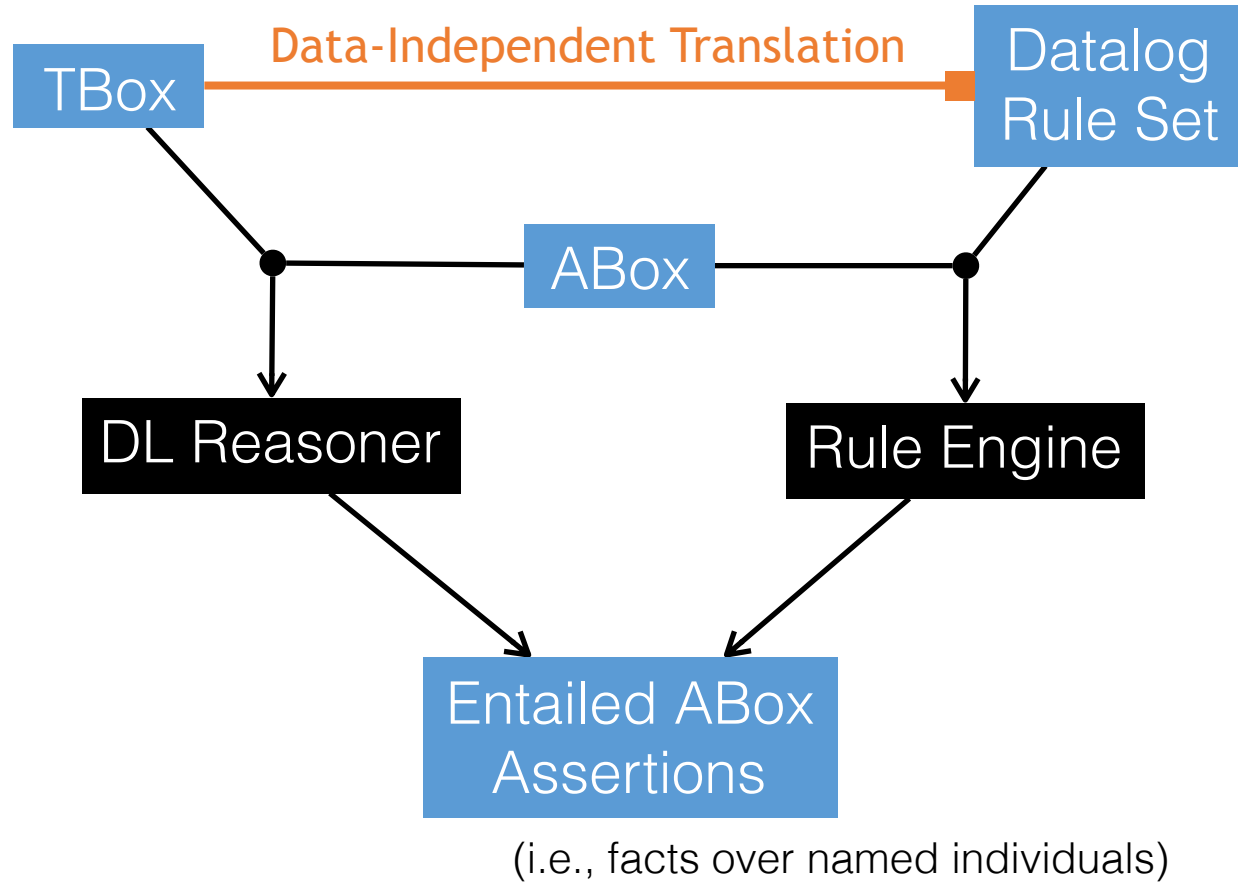 Data-Independent Translation
TBox
Datalog
Rule Set
ABox
DL Reasoner
Rule Engine
Entailed ABox
Assertions
(i.e., facts over named individuals)